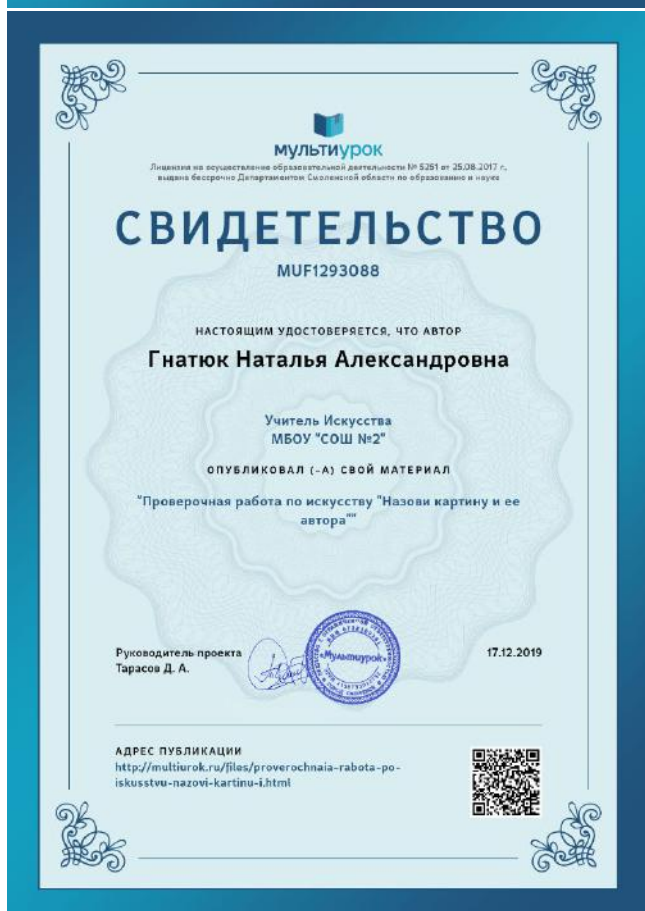 мультиурок
Лицензия на осуществление образовательной деятельности № 5251 от 25.08.2017 г.,
выдана бессрочно Департаментом Смоленской области по образованию и науке
СВИДЕТЕЛЬСТВО
MUF1293088
НАСТОЯЩИМ УДОСТОВЕРЯЕТСЯ, ЧТО АВТОР
Гнатюк Наталья Александровна
Учитель Искусства
МБОУ "СОШ №2"
ОПУБЛИКОВАЛ (-А) СВОЙ МАТЕРИАЛ
"Проверочная работа по искусству "Назови картину и ее
автора""
Руководитель проекта
Тарасов Д. А.
«Мультиурок»
17.12.2019
АДРЕС ПУБЛИКАЦИИ
http://multiurok.ru/files/proverochnaia-rabota-po-
iskusstvu-nazovi-kartinu-i.html